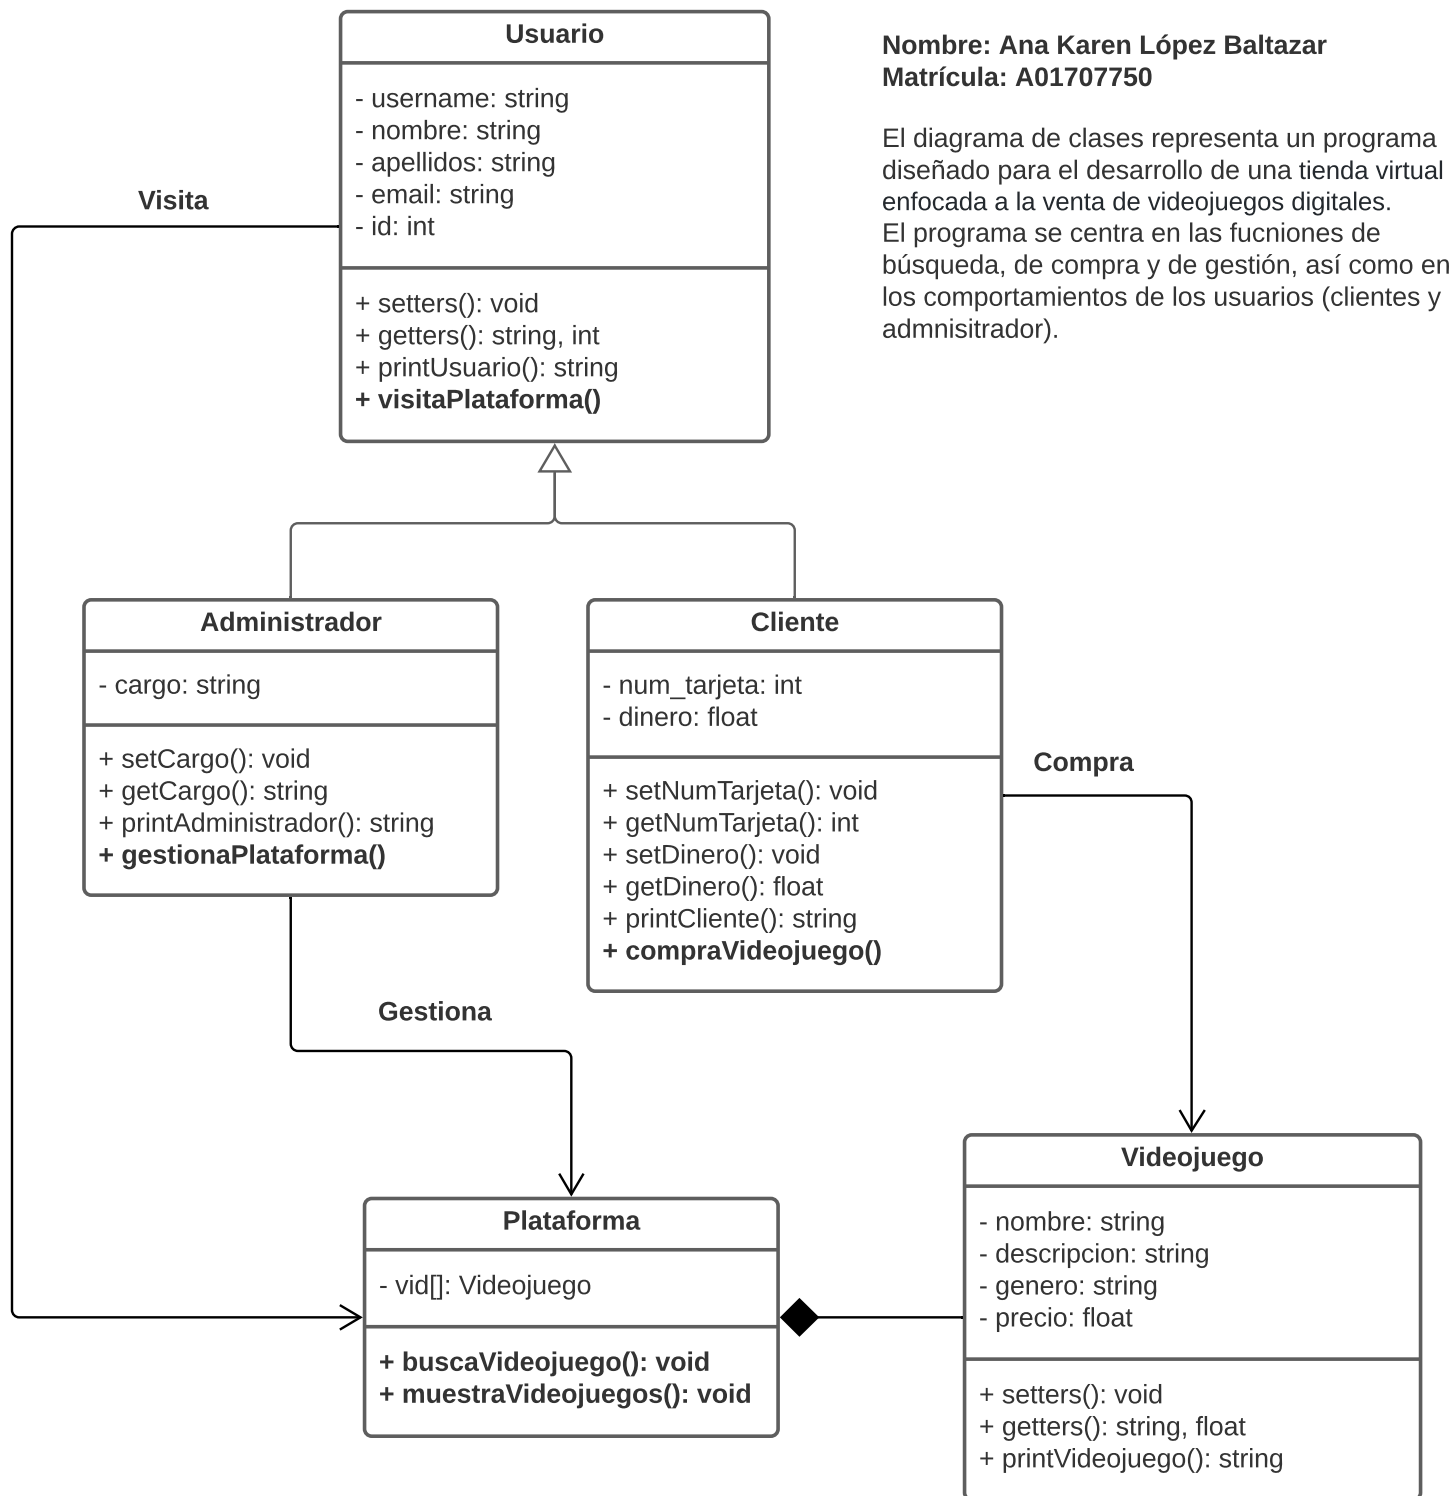 Usuario
- username: string
- nombre: string
- apellidos: string
- email: string
- id: int
+ setters(): void
+ getters(): string, int
+ printUsuario(): string
+ visitaPlataforma()
Nombre: Ana Karen López Baltazar
Matrícula: A01707750
El diagrama de clases representa un programa
diseñado para el desarrollo de una tienda virtual
enfocada a la venta de videojuegos digitales.
El programa se centra en las fucniones de
búsqueda, de compra y de gestión, así como en
los comportamientos de los usuarios (clientes y
admnisitrador).
Visita
Administrador
- cargo: string
+ setCargo(): void
+ getCargo(): string
+ printAdministrador(): string
+ gestionaPlataforma()
Cliente
- num_tarjeta: int
- dinero: float
+ setNumTarjeta(): void
+ getNumTarjeta(): int
+ setDinero(): void
+ getDinero(): float
+ printCliente(): string
+ compraVideojuego()
Compra
Gestiona
Plataforma
- vid[]: Videojuego
+ buscaVideojuego(): void
+ muestraVideojuegos(): void
Videojuego
- nombre: string
- descripcion: string
- genero: string
- precio: float
+ setters(): void
+ getters(): string, float
+ printVideojuego(): string